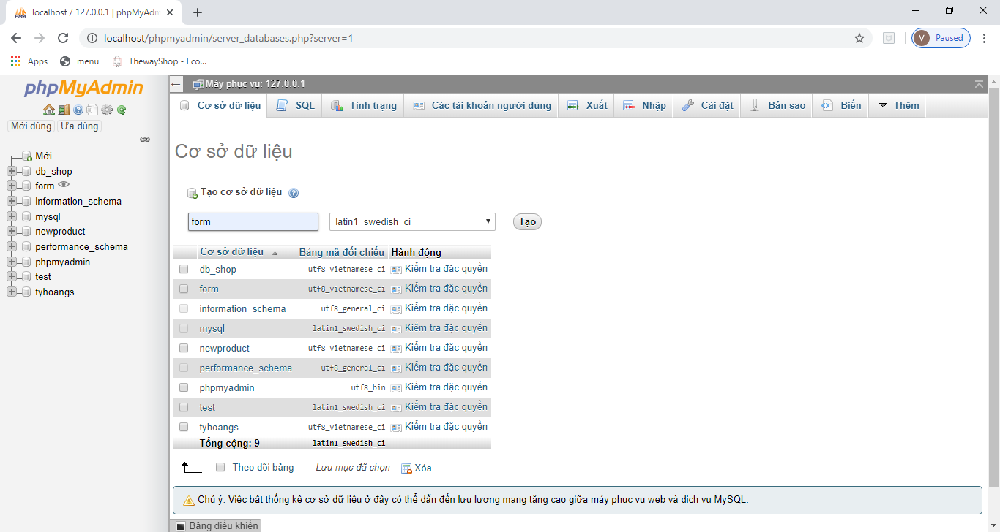 localhost / 127.0.0.1 | phpMyAdm
localhost/phpmyadmin/server_databases.php?server=1
V Paused
Apps menu ThewayShop - Eco...
phpMyAdmin
Mới dùng Ưa dùng
Mới
db_shop
form
information_schema
mysql
newproduct
performance_schema
phpmyadmin
test
tyhoangs
Máy phục vụ: 127.0.0.1
Cơ sở dữ liệu SQL Tình trạng Các tài khoản người dùng Xuất Nhập Cài đặt Bản sao Biến Thêm
Cơ sở dữ liệu
Tạo cơ sở dữ liệu
form latin1_swedish_ci Tạo
Cơ sở dữ liệu Bảng mã đối chiếu Hành động
db_shop utf8_vietnamese_ci Kiểm tra đặc quyền
form utf8_vietnamese_ci Kiểm tra đặc quyền
information_schema utf8_general_ci Kiểm tra đặc quyền
mysql latin1_swedish_ci Kiểm tra đặc quyền
newproduct utf8_vietnamese_ci Kiểm tra đặc quyền
performance_schema utf8_general_ci Kiểm tra đặc quyền
phpmyadmin utf8_bin Kiểm tra đặc quyền
test latin1_swedish_ci Kiểm tra đặc quyền
tyhoangs utf8_vietnamese_ci Kiểm tra đặc quyền
Tổng cộng: 9 latin1_swedish_ci
Theo dõi bảng Lưu mục đã chọn Xóa
Chú ý: Việc bật thống kê cơ sở dữ liệu ở đây có thể dẫn đến lưu lượng mạng tăng cao giữa máy phục vụ web và dịch vụ MySQL.
Bảng điều khiển